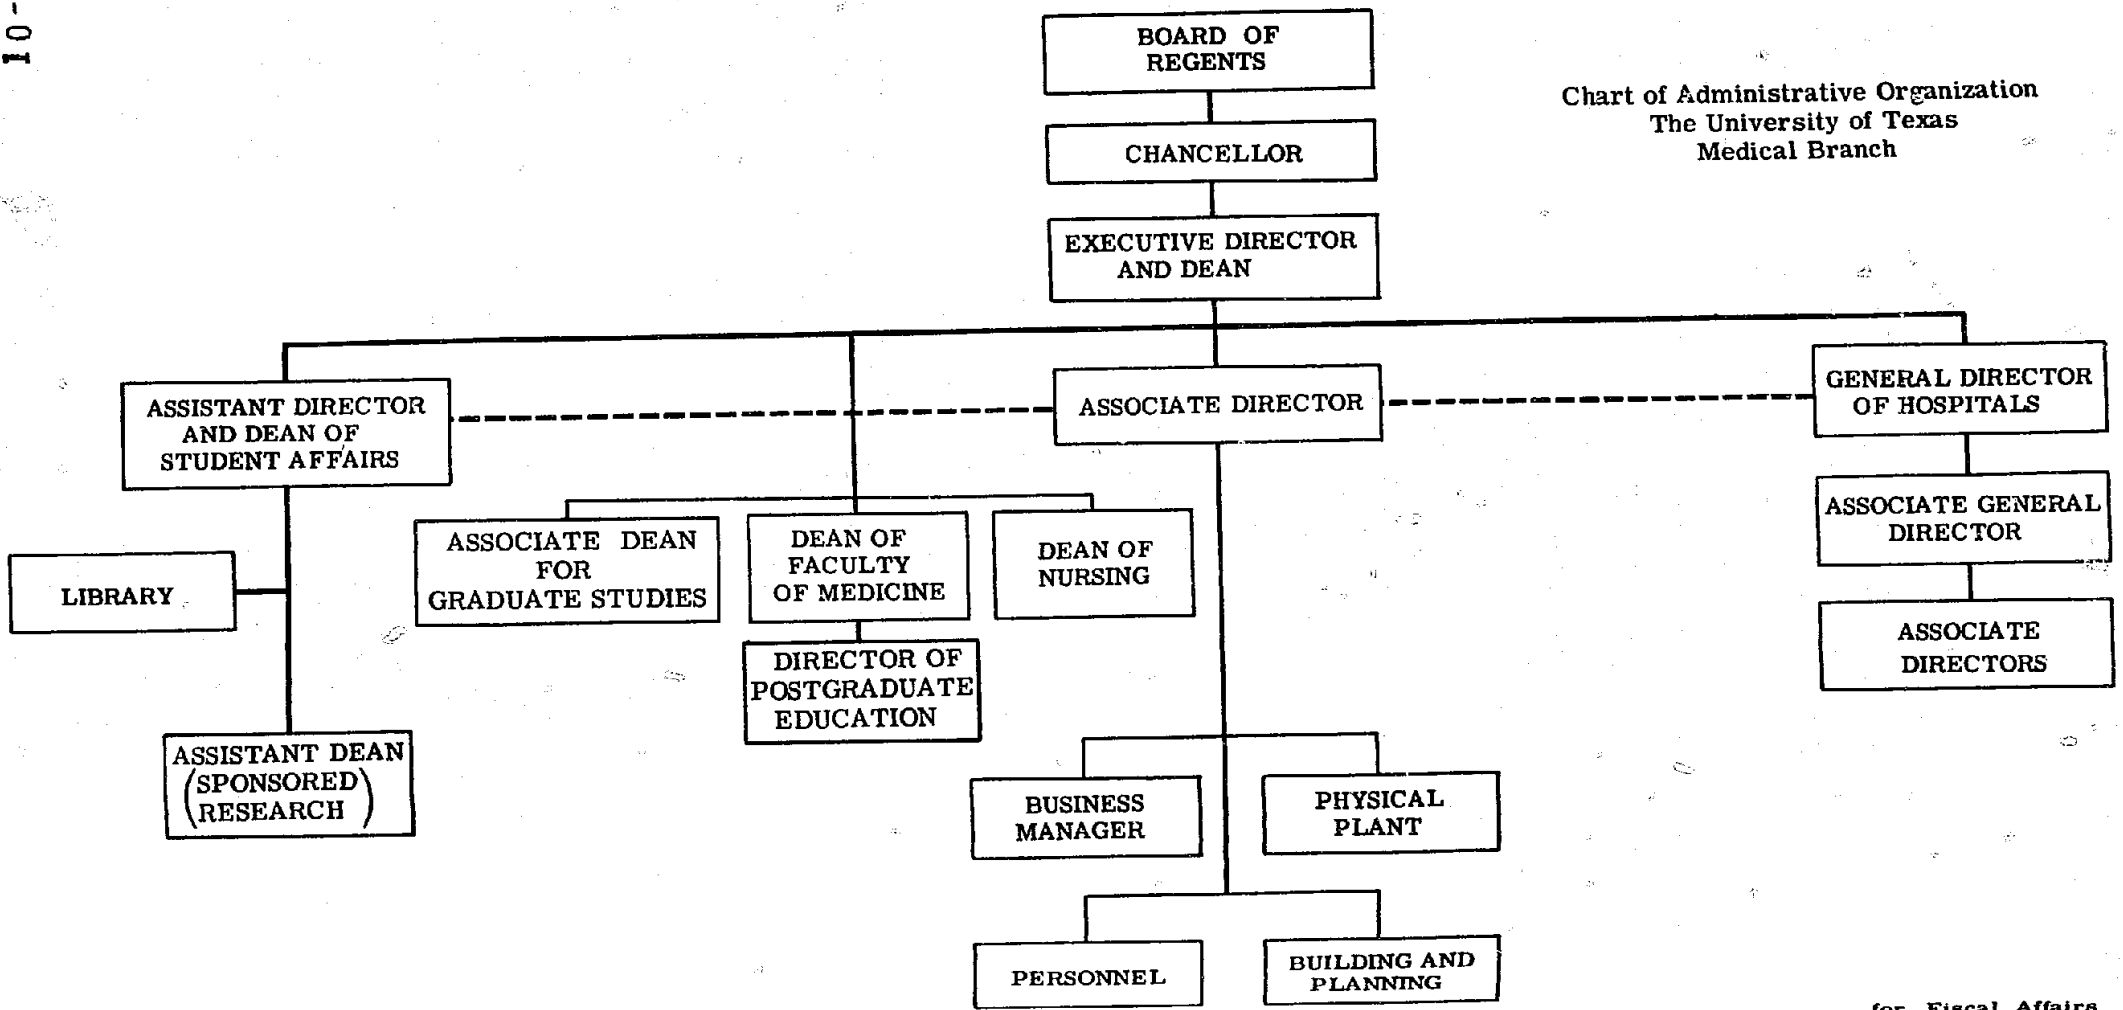 10-
BOARD OF
REGENTS
Chart of Administrative Organization
The University of Texas
Medical Branch
CHANCELLOR
EXECUTIVE DIRECTOR
AND DEAN
ASSISTANT DIRECTOR
AND DEAN OF
STUDENT AFFAIRS
ASSOCIATE DIRECTOR
GENERAL DIRECTOR
OF HOSPITALS
ASSOCIATE GENERAL
DIRECTOR
ASSOCIATE
DIRECTORS
LIBRARY
ASSOCIATE DEAN
FOR
GRADUATE STUDIES
DEAN OF
FACULTY
OF MEDICINE
DEAN OF
NURSING
DIRECTOR OF
POSTGRADUATE
EDUCATION
ASSISTANT DEAN
(SPONSORED
RESEARCH)
BUSINESS
MANAGER
PHYSICAL
PLANT
PERSONNEL
BUILDING AND
PLANNING
for Fiscal Affairs